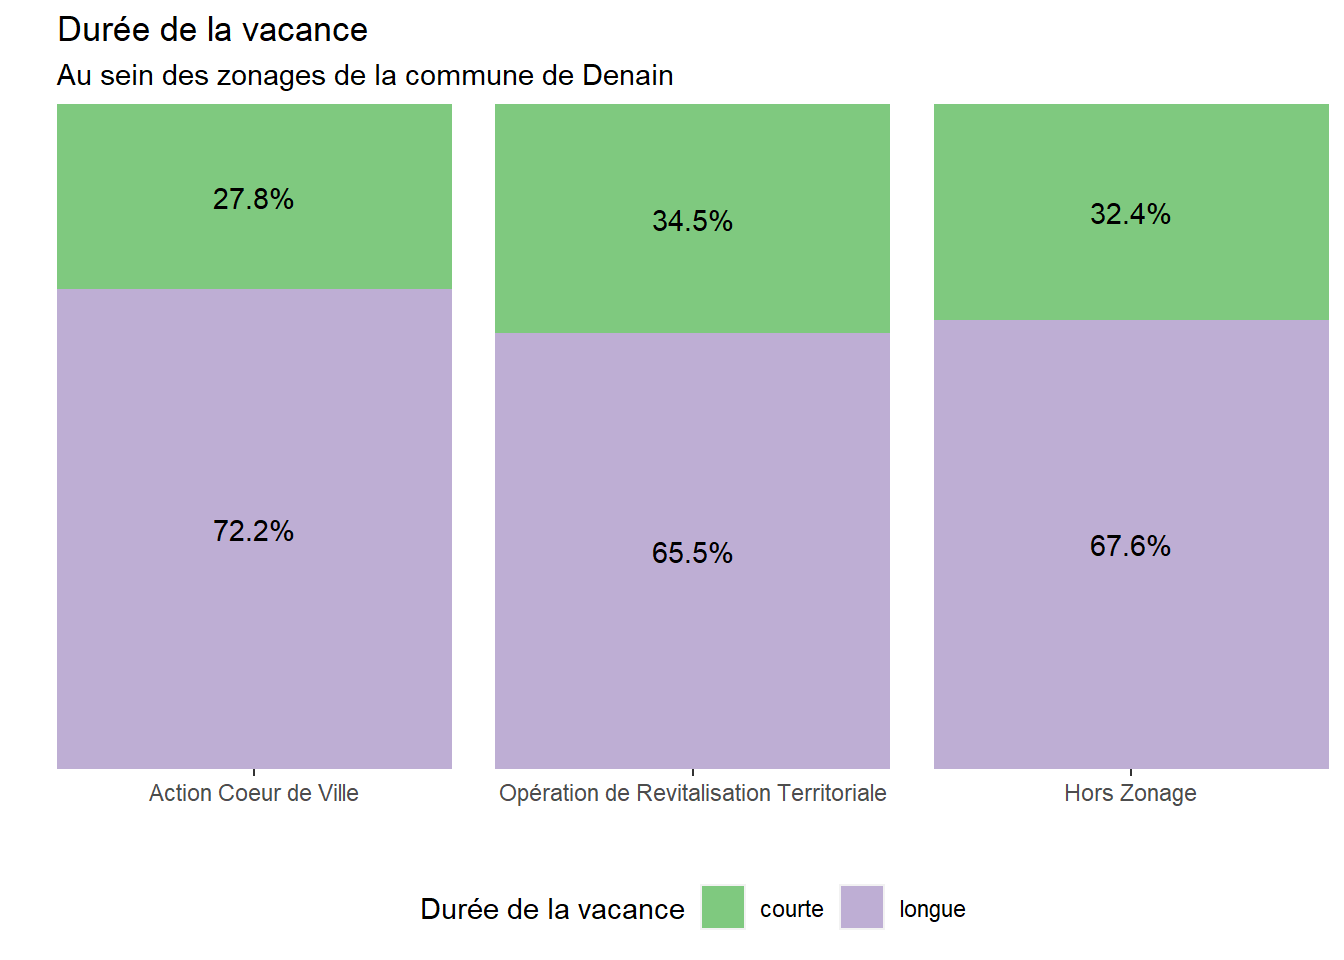 Durée de la vacance
Au sein des zonages de la commune de Denain
27.8% 34.5% 32.4%
72.2% 65.5% 67.6%
Action Coeur de Ville Opération de Revitalisation Territoriale Hors Zonage
Durée de la vacance courte longue